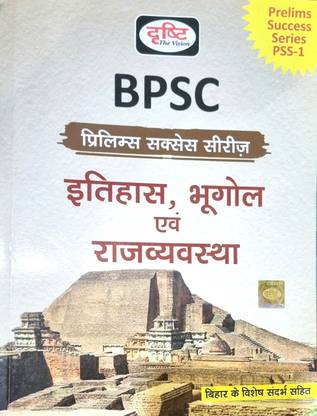 दृष्टि
The Vision
Prelims
Success
Series
PSS-1
BPSC
प्रिलिम्स सक्सेस सीरीज़
इतिहास, भूगोल
एवं
राजव्यवस्था
बिहार के विशेष संदर्भ सहित